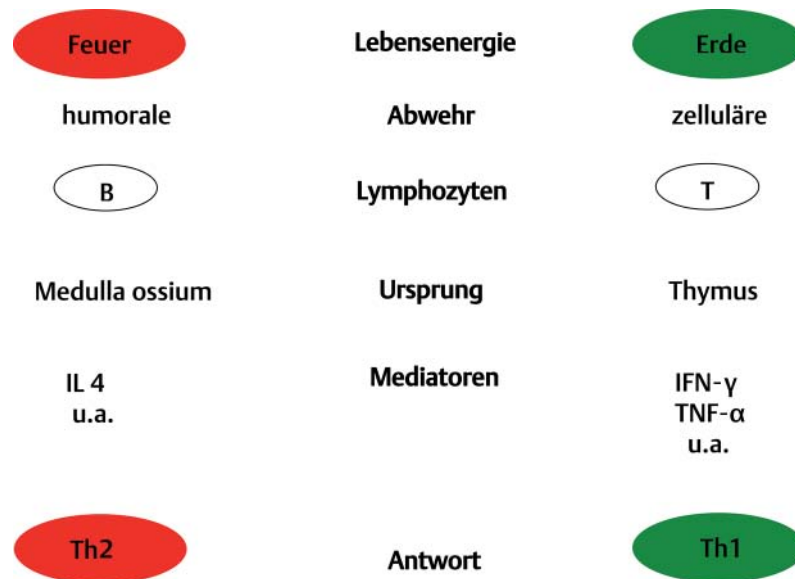 Feuer Lebensenergie Erde
humorale Abwehr zelluläre
B Lymphozyten T
Medulla ossium Ursprung Thymus
IL 4 Mediatoren IFN-γ
u.a. TNF-α
u.a.
Th2 Antwort Th1